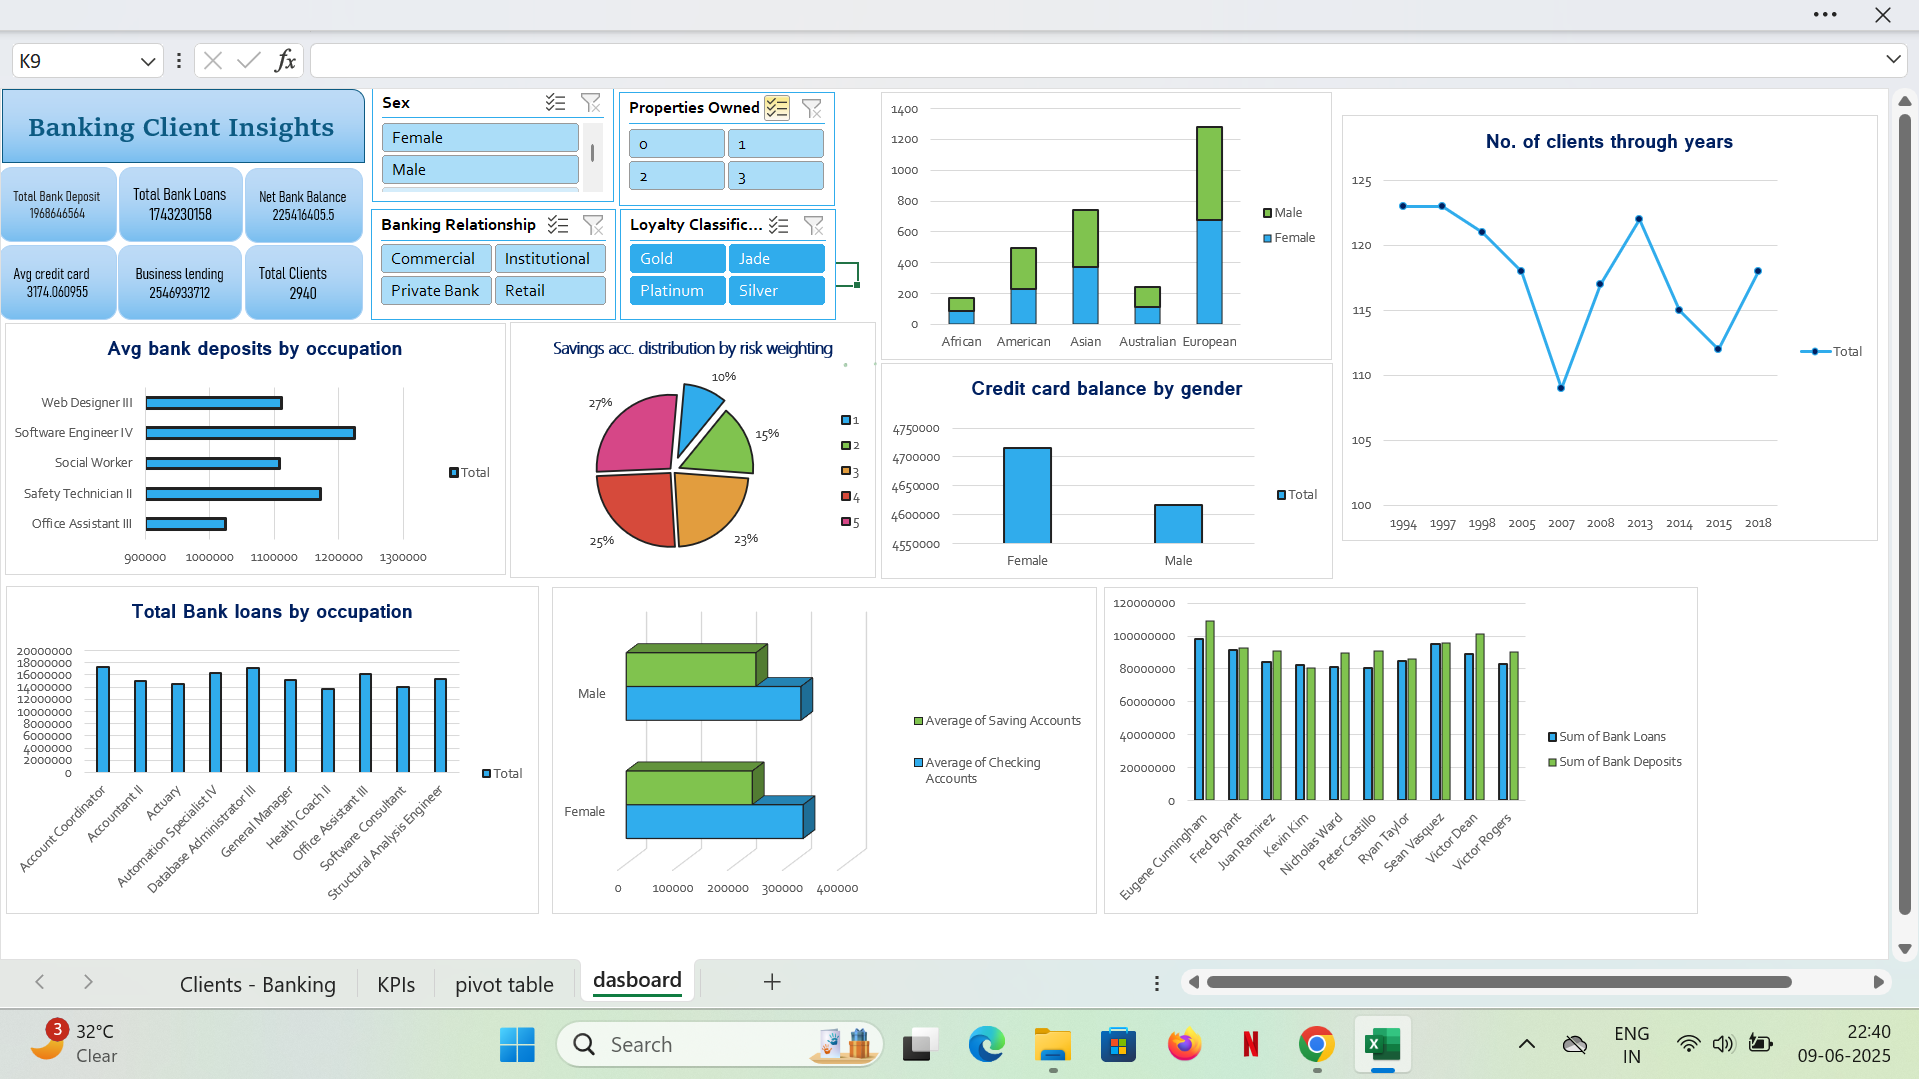 K9
fx
Banking Client Insights
Total Bank Deposit
1968646564
Total Bank Loans
1743230158
Net Bank Balance
225416405.5
Avg credit card
3174.060955
Business lending
2546933712
Total Clients
2940
Sex
Female
Male
Properties Owned
0 1
2 3
Banking Relationship
Commercial Institutional
Private Bank Retail
Loyalty Classific...
Gold Jade
Platinum Silver
1400
1200
1000
800
600
400
200
0
African American Asian Australian European
Male
Female
No. of clients through years
125
120
115
110
105
100
1994 1997 1998 2005 2007 2008 2013 2014 2015 2018
Total
Avg bank deposits by occupation
Web Designer III
Software Engineer IV
Social Worker
Safety Technician II
Office Assistant III
900000 1000000 1100000 1200000 1300000
Total
Savings acc. distribution by risk weighting
10%
15%
23%
25%
27%
1
2
3
4
5
Credit card balance by gender
4750000
4700000
4650000
4600000
4550000
Female Male
Total
Total Bank loans by occupation
20000000
18000000
16000000
14000000
12000000
10000000
8000000
6000000
4000000
2000000
0
Account Coordinator
Accountant II
Actuary
Automation Specialist IV
Database Administrator III
General Manager
Health Coach II
Office Assistant III
Software Consultant
Structural Analysis Engineer
Total
Male
Female
0 100000 200000 300000 400000
Average of Saving Accounts
Average of Checking
Accounts
120000000
100000000
80000000
60000000
40000000
20000000
0
Eugene Cunningham
Fred Bryant
Juan Ramirez
Kevin Kim
Nicholas Ward
Peter Castillo
Ryan Taylor
Sean Vasquez
Victor Dean
Victor Rogers
Sum of Bank Loans
Sum of Bank Deposits
Clients - Banking KPIs pivot table dasboard
3
32°C
Clear
Search
N
X
ENG
IN
22:40
09-06-2025